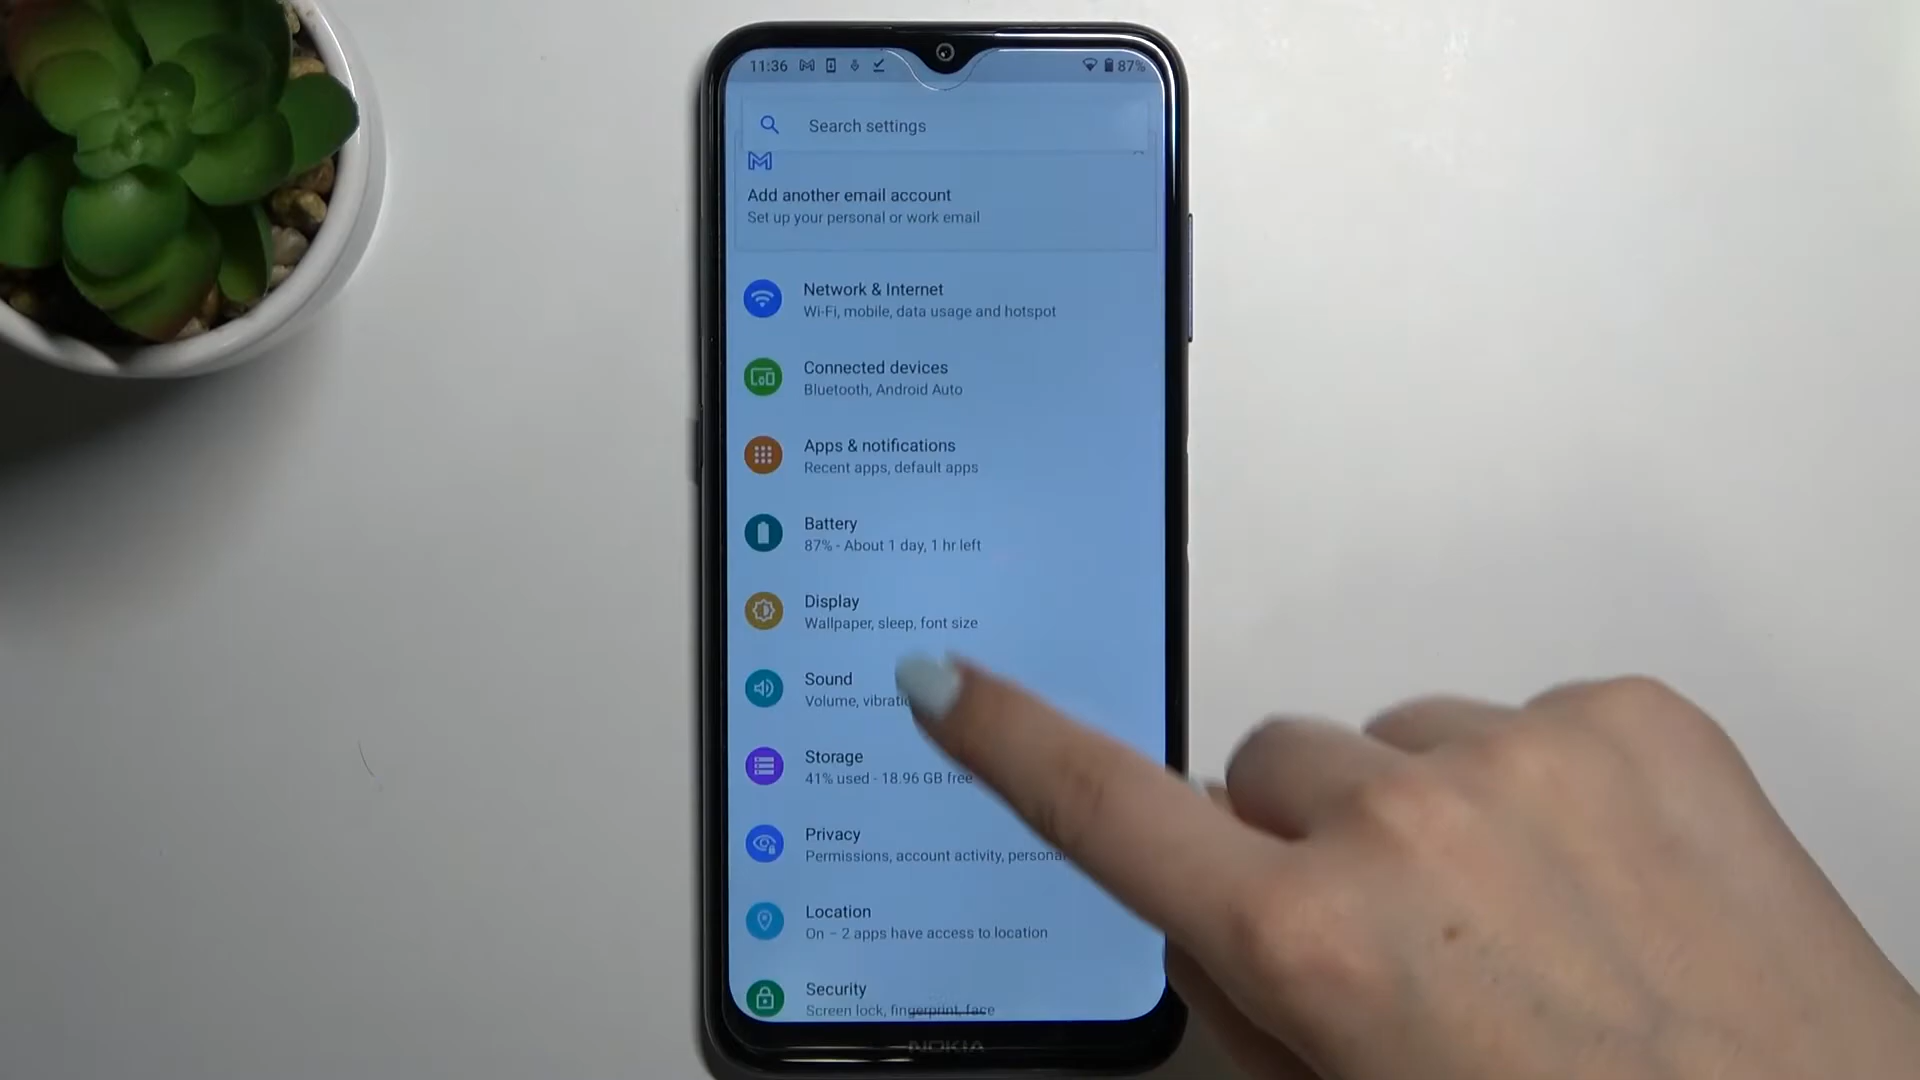 11:36
87%
Search settings
Add another email account
Set up your personal or work email
Network & Internet
Wi-Fi, mobile, data usage and hotspot
Connected devices
Bluetooth, Android Auto
Apps & notifications
Recent apps, default apps
Battery
87% - About 1 day, 1 hr left
Display
Wallpaper, sleep, font size
Sound
Volume,
Storage
41% used - 18.96 GB free
Privacy
Permissions, account activity,
Location
On – 2 apps have access to location
Security
Screen lock, fingerprint, face
NOKIA